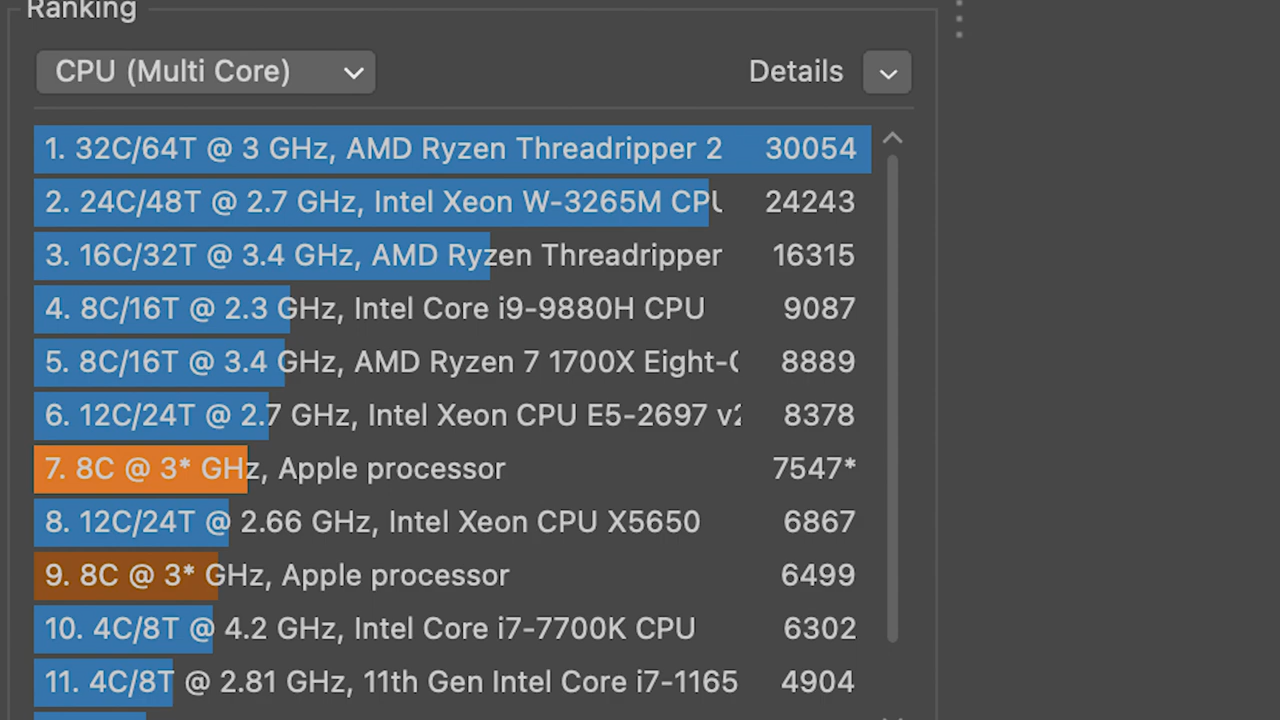 Ranking
CPU (Multi Core)
Details
1. 32C/64T @ 3 GHz, AMD Ryzen Threadripper 2 30054
2. 24C/48T @ 2.7 GHz, Intel Xeon W-3265M CPU 24243
3. 16C/32T @ 3.4 GHz, AMD Ryzen Threadripper 16315
4. 8C/16T @ 2.3 GHz, Intel Core i9-9880H CPU 9087
5. 8C/16T @ 3.4 GHz, AMD Ryzen 7 1700X Eight-C 8889
6. 12C/24T @ 2.7 GHz, Intel Xeon CPU E5-2697 v2 8378
7. 8C @ 3* GHz, Apple processor 7547*
8. 12C/24T @ 2.66 GHz, Intel Xeon CPU X5650 6867
9. 8C @ 3* GHz, Apple processor 6499
10. 4C/8T @ 4.2 GHz, Intel Core i7-7700K CPU 6302
11. 4C/8T @ 2.81 GHz, 11th Gen Intel Core i7-1165 4904